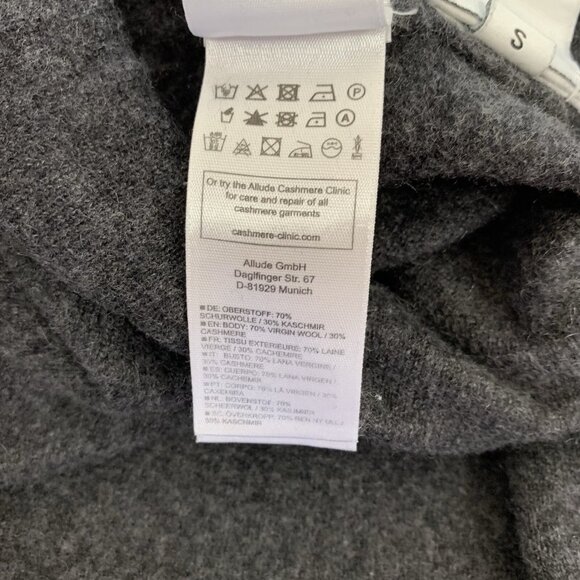 S
P
A
Or try the Allude Cashmere Clinic
for care and repair of all
cashmere garments
cashmere-clinic.com
Allude GmbH
Daglfinger Str. 67
D-81929 Munich
DE: OBERSTOFF: 70%
SCHURWOLLE / 30% KASCHMIR
EN: BODY: 70% VIRGIN WOOL / 30%
CASHMERE
FR: TISSU EXTERIEURE: 70% LAINE
VIERGE / 30% CACHEMIRE
IT: BUSTO: 70% LANA VERGINE /
30% CASHMERE
ES: CUERPO: 70% LANA VIRGEN /
30% CACHEMIR
PT: CORPO: 70% LÃ VIRGEM / 30%
CAXEMIRA
NL: BOVENSTOF: 70%
SCHEERWOL / 30% KASJMIR
30% KASCHMIR